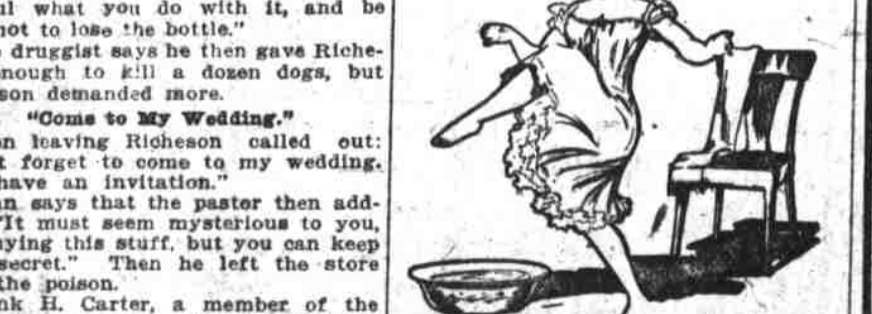 ul what you do with it, and be
not to lose the bottle."
druggist says he then gave Riche-
nough to kill a dozen dogs, but
son demanded more.
"Come to My Wedding."
n leaving Richeson called out:
t forget to come to my wedding.
have an invitation."
an says that the pastor then add-
"It must seem mysterious to you,
ying this stuff, but you can keep
secret." Then he left the store
the poison.
nk H. Carter, a member of the